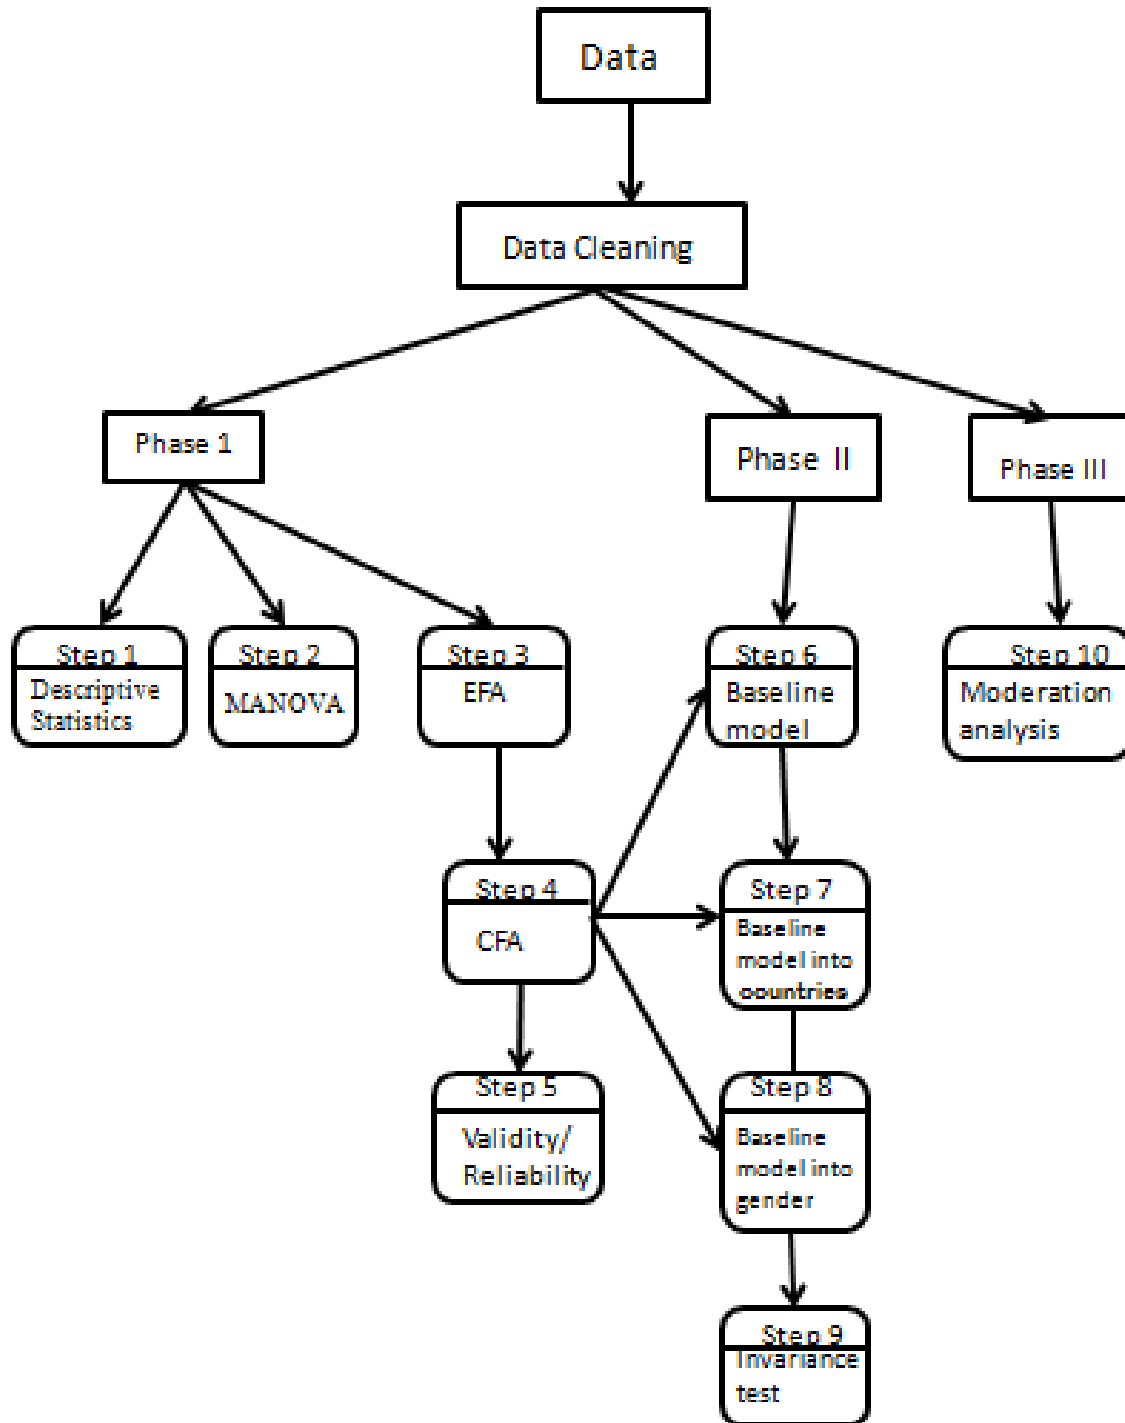 Data
Data Cleaning
Phase 1
Phase II
Phase III
Step 1
Descriptive
Statistics
Step 2
MANOVA
Step 3
EFA
Step 6
Baseline
model
Step 10
Moderation
analysis
Step 4
CFA
Step 7
Baseline
model into
countries
Step 5
Validity/
Reliability
Step 8
Baseline
model into
gender
Step 9
Invariance
test